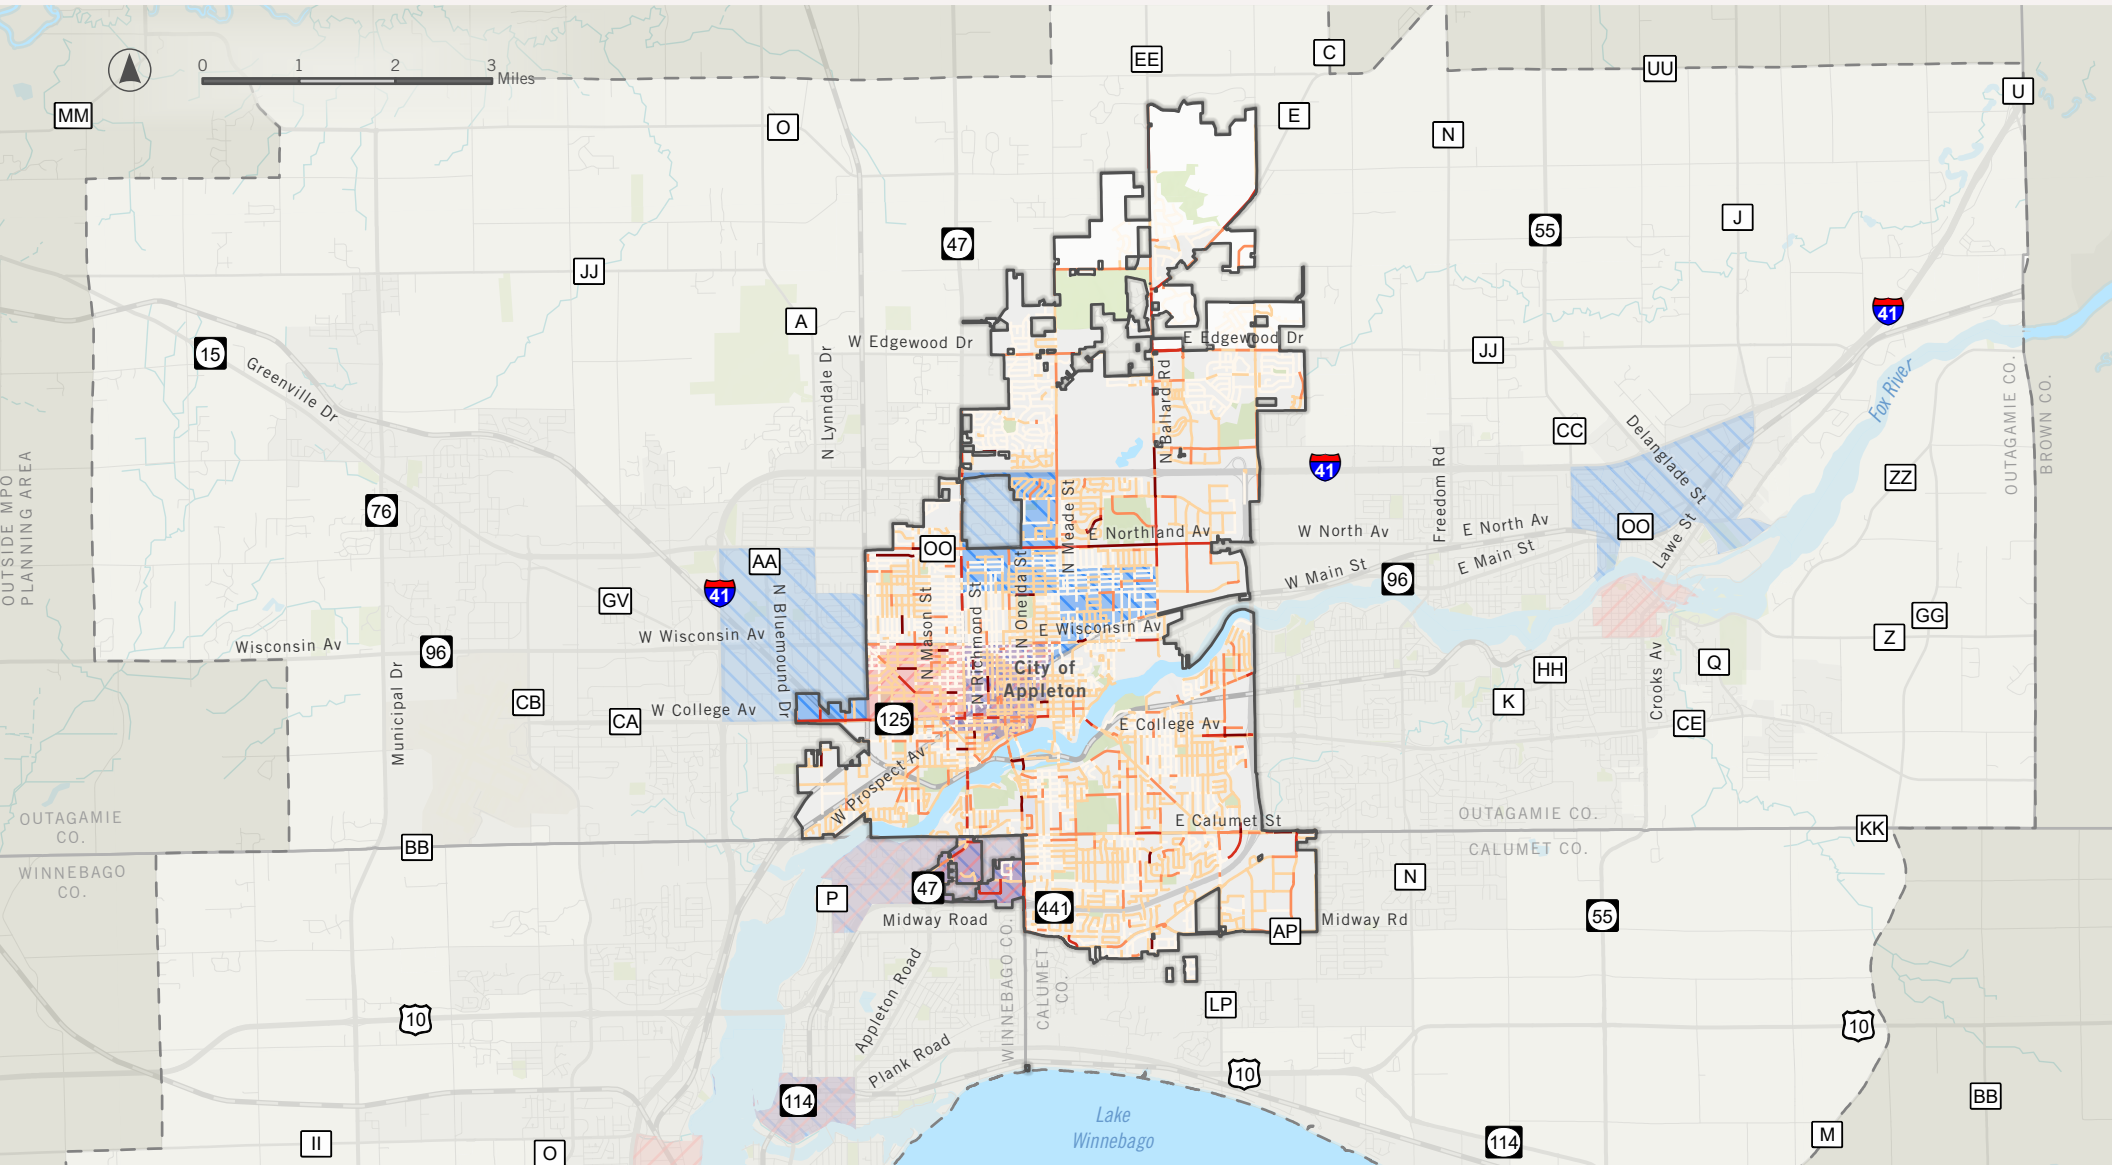 EE
C
0 1 2 3
Miles
UU
U
MM
O
E
N
47
55
J
JJ
A
41
15
W Edgewood Dr
E Edgewood Dr
JJ
Greenville Dr
N Lynndale Dr
N Ballard Rd
Fox River
OUTAGAMIE CO.
BROWN CO.
CC
Delanglade St
41
Freedom Rd
ZZ
OUTSIDE MPO
PLANNING AREA
76
N Meade St
OO
E Northland Av
W North Av
E North Av
OO
Lawe St
AA
41
GV
N Bluemound Dr
N Mason St
N Richmond St
N Oneida St
W Main St
96
E Main St
GG
Z
Wisconsin Av
96
W Wisconsin Av
E Wisconsin Av
City of
Appleton
HH
Q
K
Crooks Av
CE
Municipal Dr
CB
CA
W College Av
125
E College Av
W Prospect Av
OUTAGAMIE
CO.
E Calumet St
OUTAGAMIE CO.
KK
BB
CALUMET CO.
WINNEBAGO
CO.
P
47
441
N
Midway Road
AP
Midway Rd
55
WINNEBAGO CO.
CALUMET
CO.
Appleton Road
LP
10
10
Plank Road
10
114
BB
Lake
Winnebago
II
O
114
M